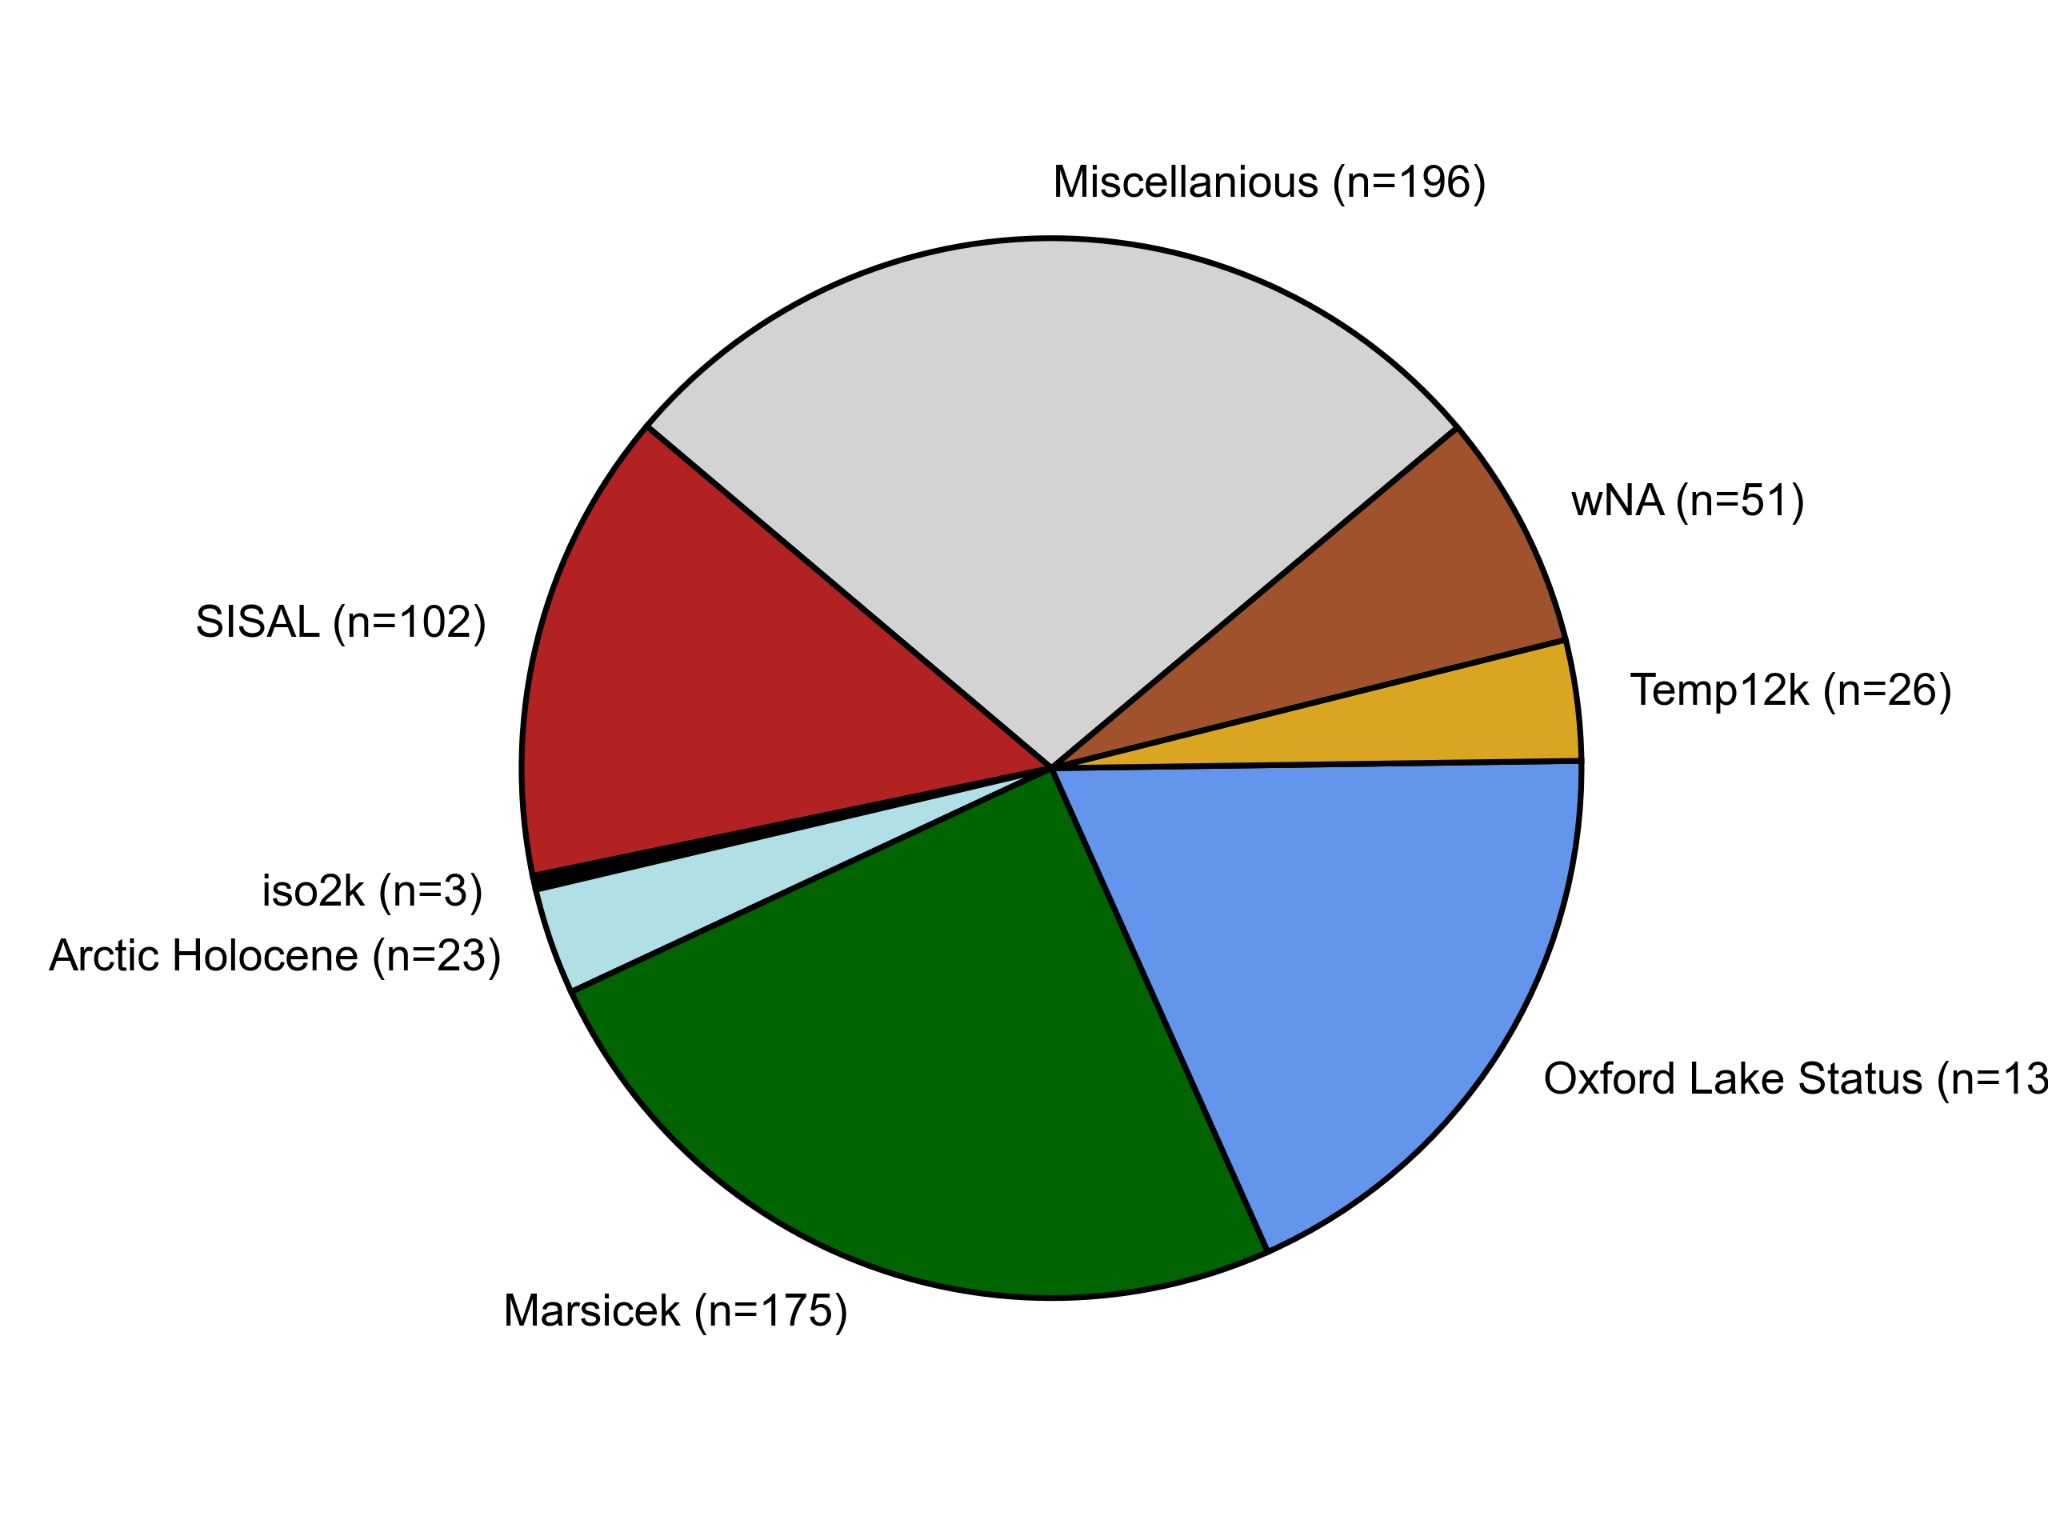 Miscellanious (n=196)
wNA (n=51)
SISAL (n=102)
Temp12k (n=26)
iso2k (n=3)
Arctic Holocene (n=23)
Oxford Lake Status (n=13
Marsicek (n=175)